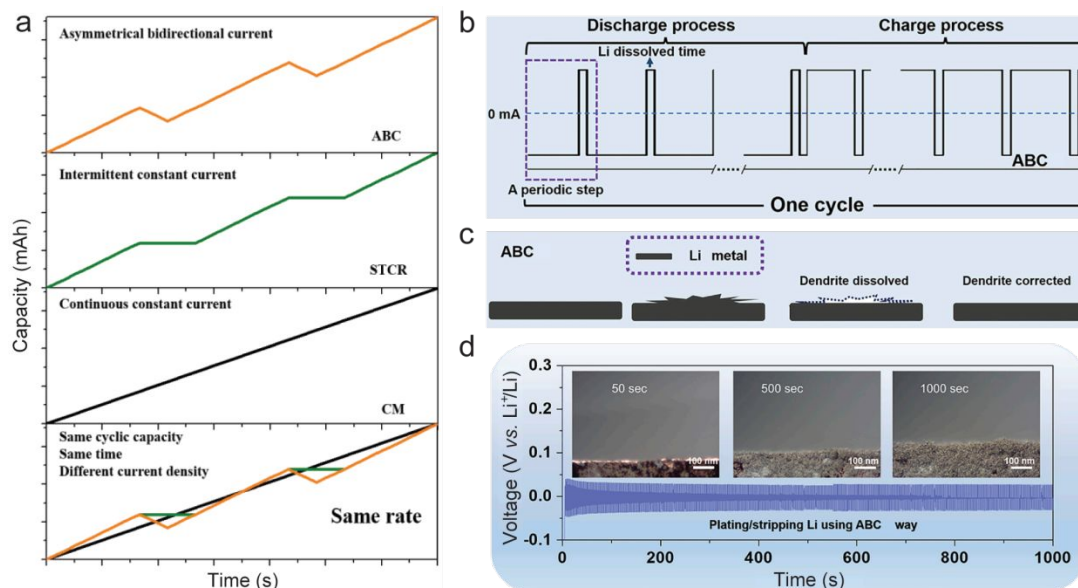 a
Capacity (mAh)
Asymmetrical bidirectional current
ABC
Intermittent constant current
STCR
Continuous constant current
CM
Same cyclic capacity
Same time
Different current density
Same rate
Time (s)
b
Discharge process
Charge process
Li dissolved time
0 mA
ABC
A periodic step
One cycle
c
ABC
Li metal
Dendrite dissolved
Dendrite corrected
d
Voltage (V vs. Li⁺/Li)
0.3
0.2
0.1
0.0
-0.1
50 sec
100 nm
500 sec
100 nm
1000 sec
100 nm
Plating/stripping Li using ABC way
0
200
400
600
800
1000
Time (s)